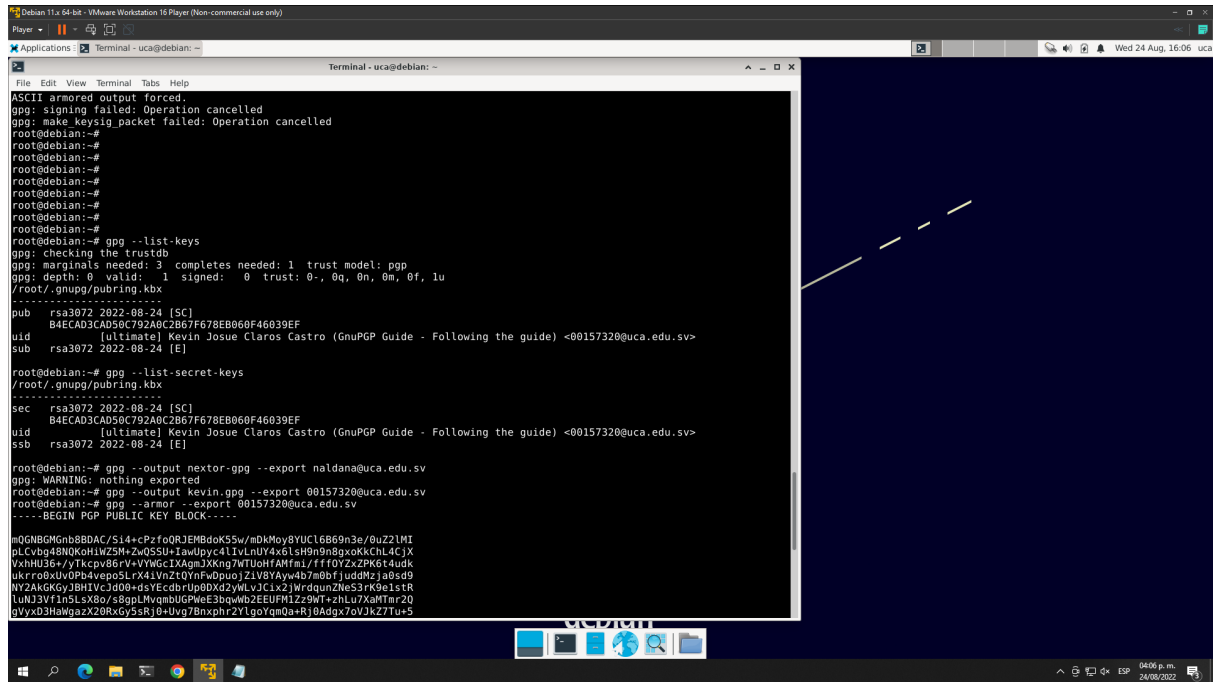 Debian 11.x 64-bit - VMware Workstation 16 Player (Non-commercial use only)
Player
Applications Terminal - uca@debian: ~ Wed 24 Aug, 16:06 uca
Terminal - uca@debian: ~
File Edit View Terminal Tabs Help
ASCII armored output forced.
gpg: signing failed: Operation cancelled
gpg: make_keysig_packet failed: Operation cancelled
root@debian:~#
root@debian:~#
root@debian:~#
root@debian:~#
root@debian:~#
root@debian:~#
root@debian:~#
root@debian:~#
root@debian:~#
root@debian:~# gpg --list-keys
gpg: checking the trustdb
gpg: marginals needed: 3  completes needed: 1  trust model: pgp
gpg: depth: 0  valid:   1  signed:   0  trust: 0-, 0q, 0n, 0m, 0f, 1u
/root/.gnupg/pubring.kbx
------------------------
pub   rsa3072 2022-08-24 [SC]
B4ECAD3CAD50C792A0C2B67F678EB060F46039EF
uid           [ultimate] Kevin Josue Claros Castro (GnuPGP Guide - Following the guide) <00157320@uca.edu.sv>
sub   rsa3072 2022-08-24 [E]
root@debian:~# gpg --list-secret-keys
/root/.gnupg/pubring.kbx
------------------------
sec   rsa3072 2022-08-24 [SC]
B4ECAD3CAD50C792A0C2B67F678EB060F46039EF
uid           [ultimate] Kevin Josue Claros Castro (GnuPGP Guide - Following the guide) <00157320@uca.edu.sv>
ssb   rsa3072 2022-08-24 [E]
root@debian:~# gpg --output nextor-gpg --export naldana@uca.edu.sv
gpg: WARNING: nothing exported
root@debian:~# gpg --output kevin.gpg --export 00157320@uca.edu.sv
root@debian:~# gpg --armor --export 00157320@uca.edu.sv
-----BEGIN PGP PUBLIC KEY BLOCK-----
mQGNBGMGnb8BDAC/Si4+cPzfoQRJEMBdoK55w/mDkMoy8YUCl6B69n3e/0uZ2lMI
pLCvbg48NQKoHiWZ5M+ZwQSSU+IawUpyc4lIvLnUY4x6lsH9n9n8gxoKkChL4CjX
VxhHU36+/yTkcpv86rV+VYWGcIXAgmJXKng7WTUoHfAMfmi/fffOYZxZPK6t4udk
ukrro0xUvOPb4vepo5LrX4iVnZtQYnFwDpuojZiV8YAyw4b7m0bfjuddMzja0sd9
NY2AkGKGyJBHIVcJdO0+dsYEcdbrUp0DXd2yWLvJCix2jWrdqunZNeS3rK9e1stR
luNJ3Vf1n5LsX8o/s8gpLMvqmbUGPWeE3bqwWb2EEUFM1Zz9WT+zhLu7XaMTmr2Q
gVyxD3HaWgazX20RxGy5sRj0+Uvg7Bnxphr2YlgoYqmQa+Rj0Adgx7oVJkZ7Tu+5
debian
ESP 04:06 p. m.
24/08/2022